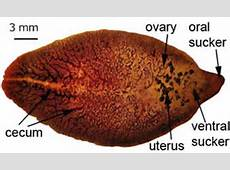 3 mm
ovary
oral
sucker
cecum
uterus
ventral
sucker